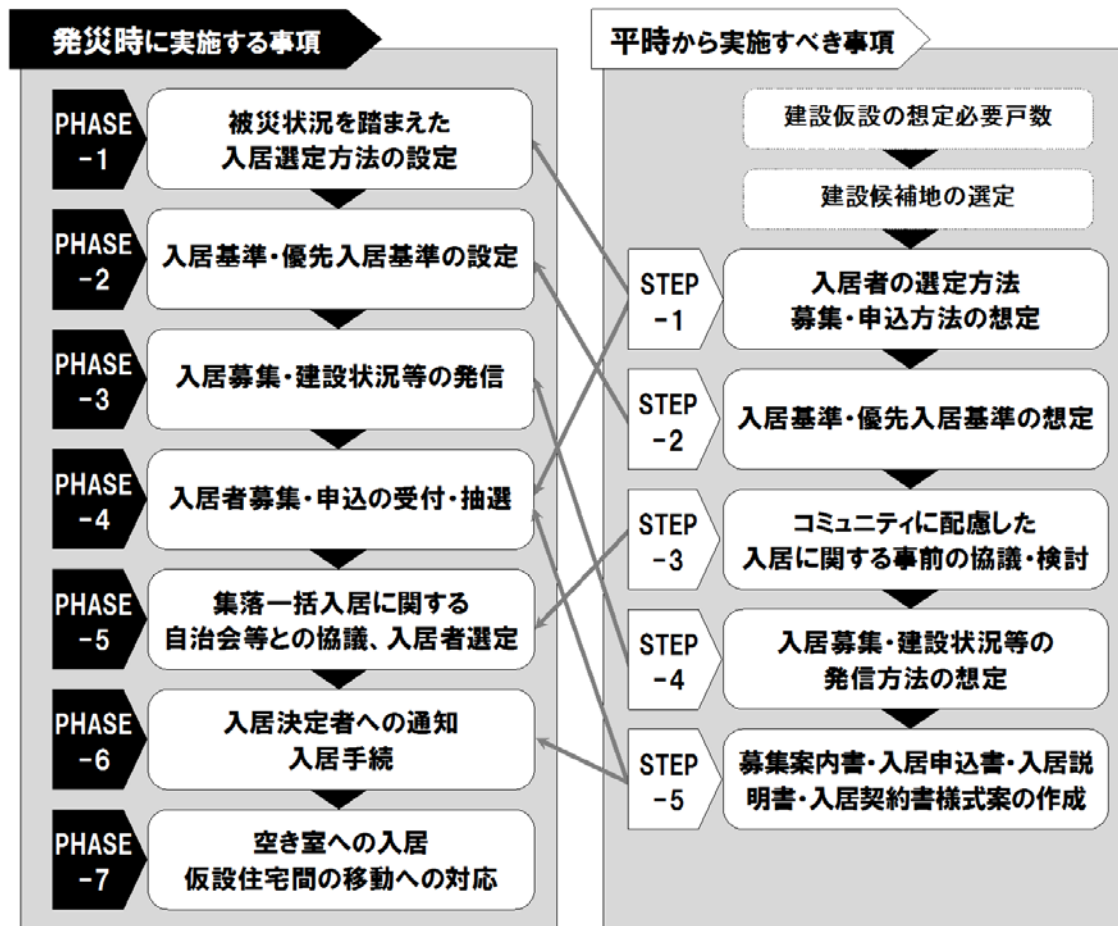 発災時に実施する事項
PHASE
-1
被災状況を踏まえた
入居選定方法の設定
PHASE
-2
入居基準・優先入居基準の設定
PHASE
-3
入居募集・建設状況等の発信
PHASE
-4
入居者募集・申込の受付・抽選
PHASE
-5
集落一括入居に関する
自治会等との協議、入居者選定
PHASE
-6
入居決定者への通知
入居手続
PHASE
-7
空き室への入居
仮設住宅間の移動への対応
平時から実施すべき事項
建設仮設の想定必要戸数
建設候補地の選定
STEP
-1
入居者の選定方法
募集・申込方法の想定
STEP
-2
入居基準・優先入居基準の想定
STEP
-3
コミュニティに配慮した
入居に関する事前の協議・検討
STEP
-4
入居募集・建設状況等の
発信方法の想定
STEP
-5
募集案内書・入居申込書・入居説
明書・入居契約書様式案の作成